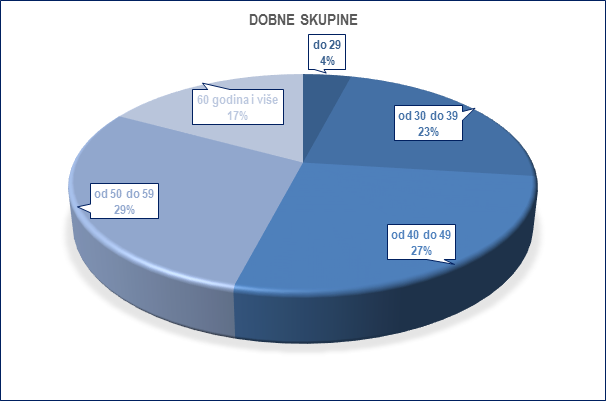 DOBNE SKUPINE
do 29
4%
od 30 do 39
23%
od 40 do 49
27%
od 50 do 59
29%
60 godina i više
17%